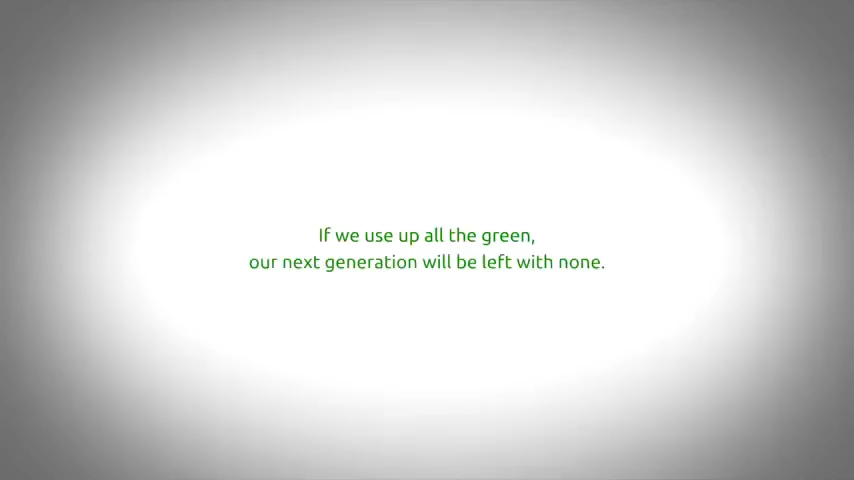 If we use up all the green,
our next generation will be left with none.